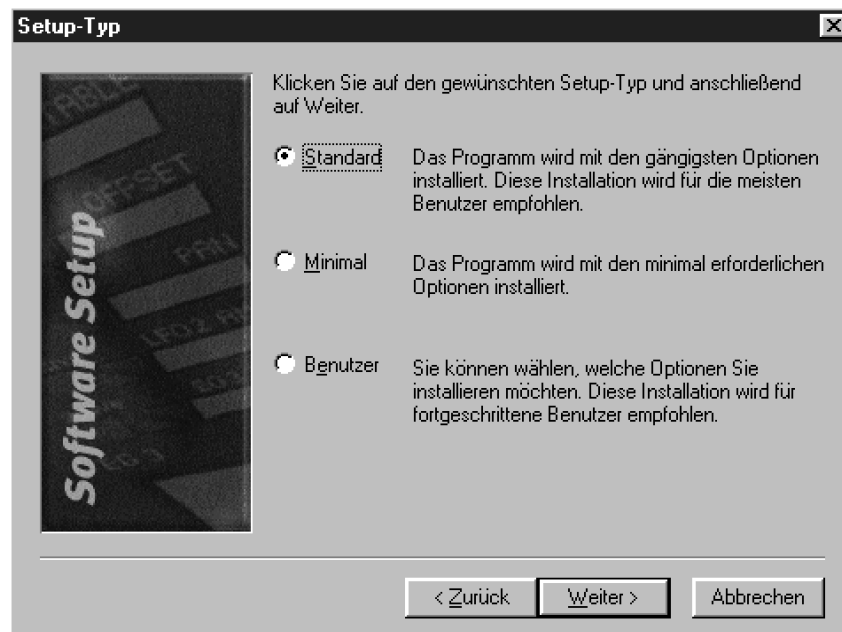 Setup-Typ
Klicken Sie auf den gewünschten Setup-Typ und anschließend
auf Weiter.
Standard
Das Programm wird mit den gängigsten Optionen
installiert. Diese Installation wird für die meisten
Benutzer empfohlen.
Minimal
Das Programm wird mit den minimal erforderlichen
Optionen installiert.
Benutzer
Sie können wählen, welche Optionen Sie
installieren möchten. Diese Installation wird für
fortgeschrittene Benutzer empfohlen.
Software Setup
OFFSET
PAN
LFO2
< Zurück
Weiter >
Abbrechen